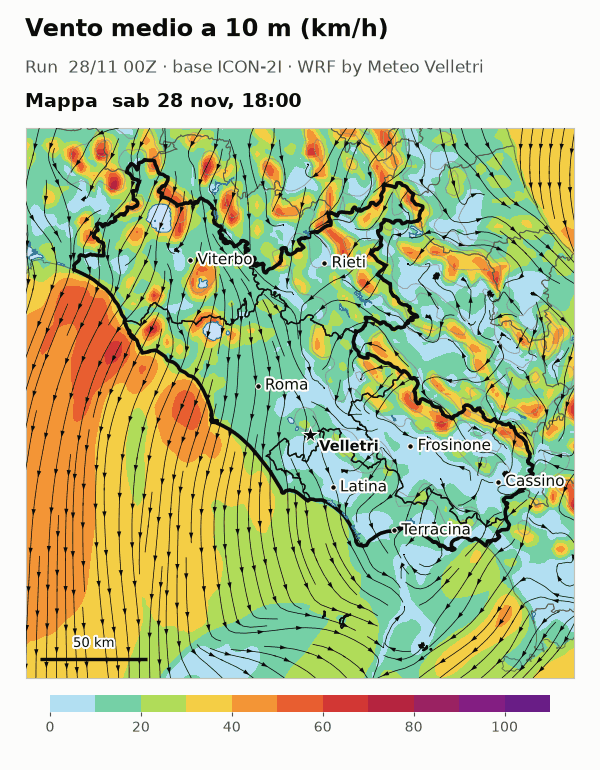 Vento medio a 10 m (km/h)
Run  28/11 00Z · base ICON-2I · WRF by Meteo Velletri
Mappa  sab 28 nov, 18:00
Viterbo
Rieti
Roma
Velletri
Frosinone
Cassino
Latina
Terracina
50 km
0 20 40 60 80 100